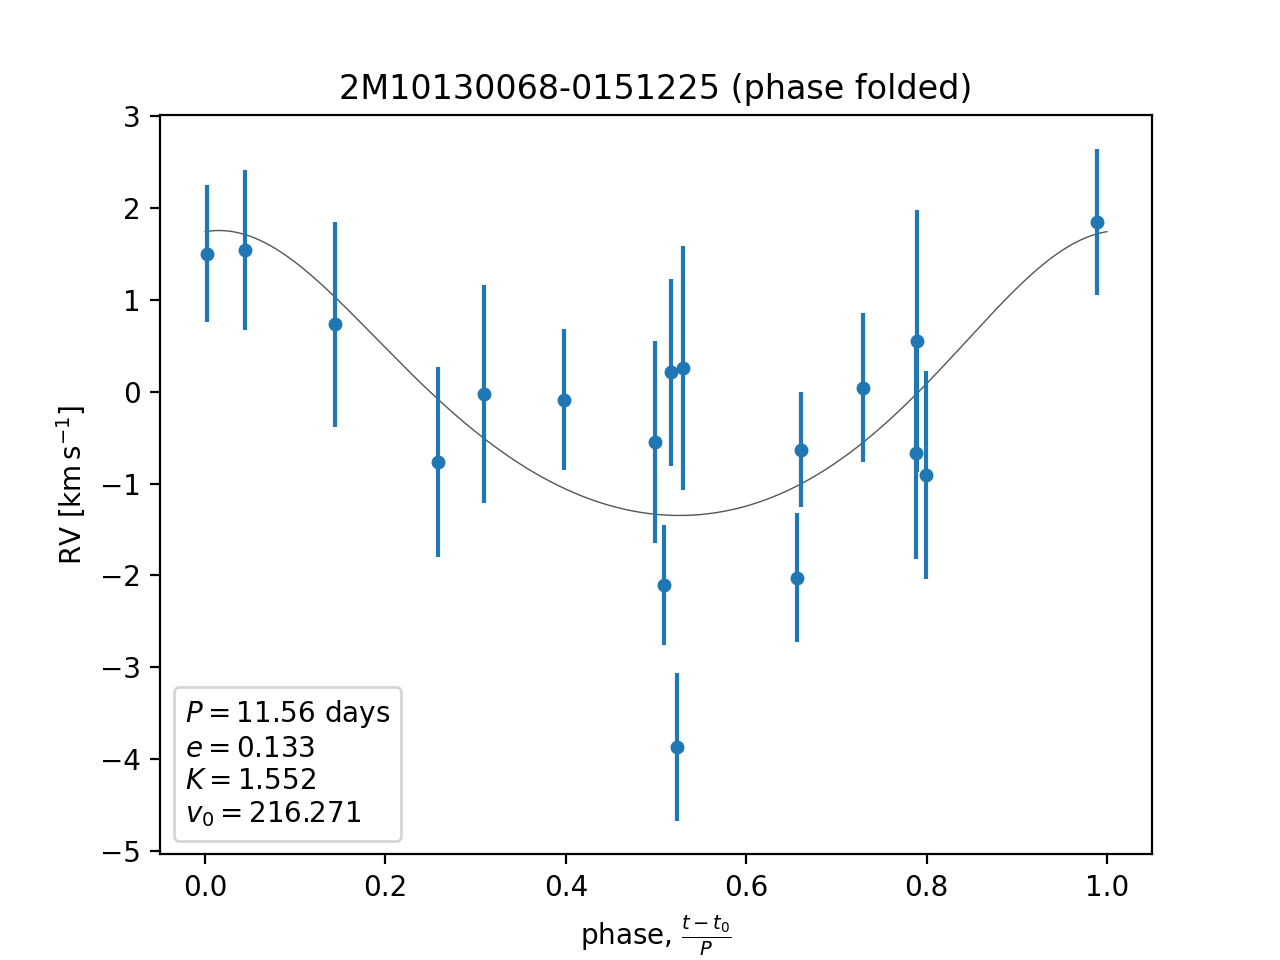 2M10130068-0151225 (phase folded)
3
2
1
0
−1
−2
−3
−4
−5
RV [km s⁻¹]
P = 11.56 days
e = 0.133
K = 1.552
v₀ = 216.271
0.0 0.2 0.4 0.6 0.8 1.0
phase, (t − t₀)/P